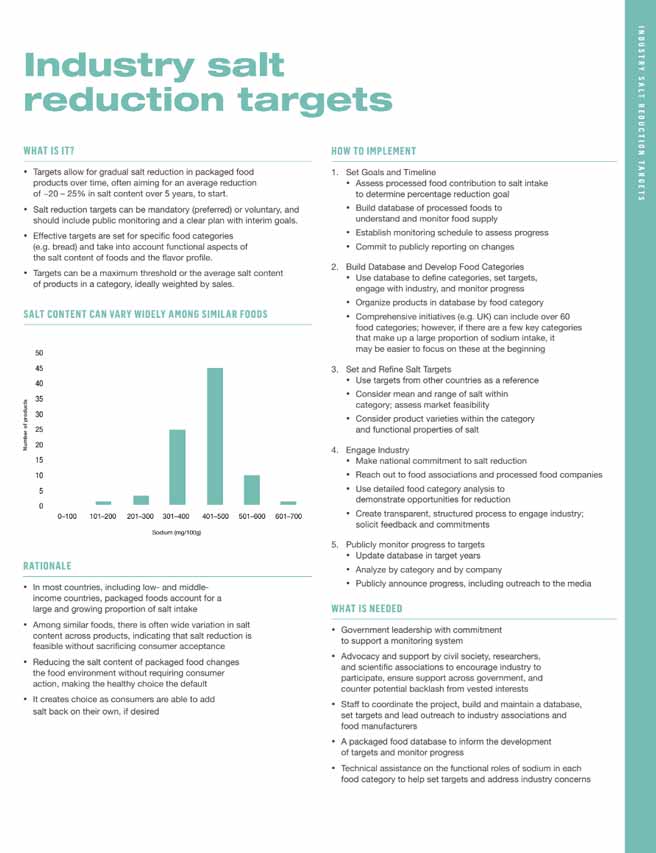 INDUSTRY SALT REDUCTION TARGETS
Industry salt
reduction targets
WHAT IS IT?
• Targets allow for gradual salt reduction in packaged food
products over time, often aiming for an average reduction
of ~20 – 25% in salt content over 5 years, to start.
• Salt reduction targets can be mandatory (preferred) or voluntary, and
should include public monitoring and a clear plan with interim goals.
• Effective targets are set for specific food categories
(e.g. bread) and take into account functional aspects of
the salt content of foods and the flavor profile.
• Targets can be a maximum threshold or the average salt content
of products in a category, ideally weighted by sales.
SALT CONTENT CAN VARY WIDELY AMONG SIMILAR FOODS
Number of products
50
45
40
35
30
25
20
15
10
5
0
0–100 101–200 201–300 301–400 401–500 501–600 601–700
Sodium (mg/100g)
RATIONALE
• In most countries, including low- and middle-
income countries, packaged foods account for a
large and growing proportion of salt intake
• Among similar foods, there is often wide variation in salt
content across products, indicating that salt reduction is
feasible without sacrificing consumer acceptance
• Reducing the salt content of packaged food changes
the food environment without requiring consumer
action, making the healthy choice the default
• It creates choice as consumers are able to add
salt back on their own, if desired
HOW TO IMPLEMENT
1. Set Goals and Timeline
• Assess processed food contribution to salt intake
to determine percentage reduction goal
• Build database of processed foods to
understand and monitor food supply
• Establish monitoring schedule to assess progress
• Commit to publicly reporting on changes
2. Build Database and Develop Food Categories
• Use database to define categories, set targets,
engage with industry, and monitor progress
• Organize products in database by food category
• Comprehensive initiatives (e.g. UK) can include over 60
food categories; however, if there are a few key categories
that make up a large proportion of sodium intake, it
may be easier to focus on these at the beginning
3. Set and Refine Salt Targets
• Use targets from other countries as a reference
• Consider mean and range of salt within
category; assess market feasibility
• Consider product varieties within the category
and functional properties of salt
4. Engage Industry
• Make national commitment to salt reduction
• Reach out to food associations and processed food companies
• Use detailed food category analysis to
demonstrate opportunities for reduction
• Create transparent, structured process to engage industry;
solicit feedback and commitments
5. Publicly monitor progress to targets
• Update database in target years
• Analyze by category and by company
• Publicly announce progress, including outreach to the media
WHAT IS NEEDED
• Government leadership with commitment
to support a monitoring system
• Advocacy and support by civil society, researchers,
and scientific associations to encourage industry to
participate, ensure support across government, and
counter potential backlash from vested interests
• Staff to coordinate the project, build and maintain a database,
set targets and lead outreach to industry associations and
food manufacturers
• A packaged food database to inform the development
of targets and monitor progress
• Technical assistance on the functional roles of sodium in each
food category to help set targets and address industry concerns